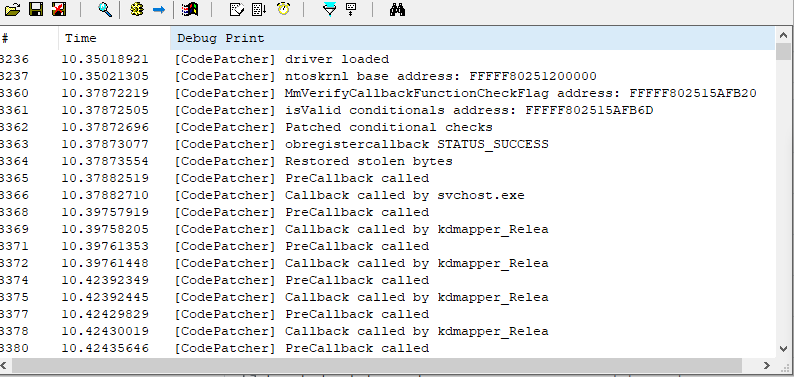 # Time Debug Print
3236 10.35018921 [CodePatcher] driver loaded
3237 10.35021305 [CodePatcher] ntoskrnl base address: FFFFF80251200000
3360 10.37872219 [CodePatcher] MmVerifyCallbackFunctionCheckFlag address: FFFFF802515AFB20
3361 10.37872505 [CodePatcher] isValid conditionals address: FFFFF802515AFB6D
3362 10.37872696 [CodePatcher] Patched conditional checks
3363 10.37873077 [CodePatcher] obregistercallback STATUS_SUCCESS
3364 10.37873554 [CodePatcher] Restored stolen bytes
3365 10.37882519 [CodePatcher] PreCallback called
3366 10.37882710 [CodePatcher] Callback called by svchost.exe
3368 10.39757919 [CodePatcher] PreCallback called
3369 10.39758205 [CodePatcher] Callback called by kdmapper_Relea
3371 10.39761353 [CodePatcher] PreCallback called
3372 10.39761448 [CodePatcher] Callback called by kdmapper_Relea
3374 10.42392349 [CodePatcher] PreCallback called
3375 10.42392445 [CodePatcher] Callback called by kdmapper_Relea
3377 10.42429829 [CodePatcher] PreCallback called
3378 10.42430019 [CodePatcher] Callback called by kdmapper_Relea
3380 10.42435646 [CodePatcher] PreCallback called